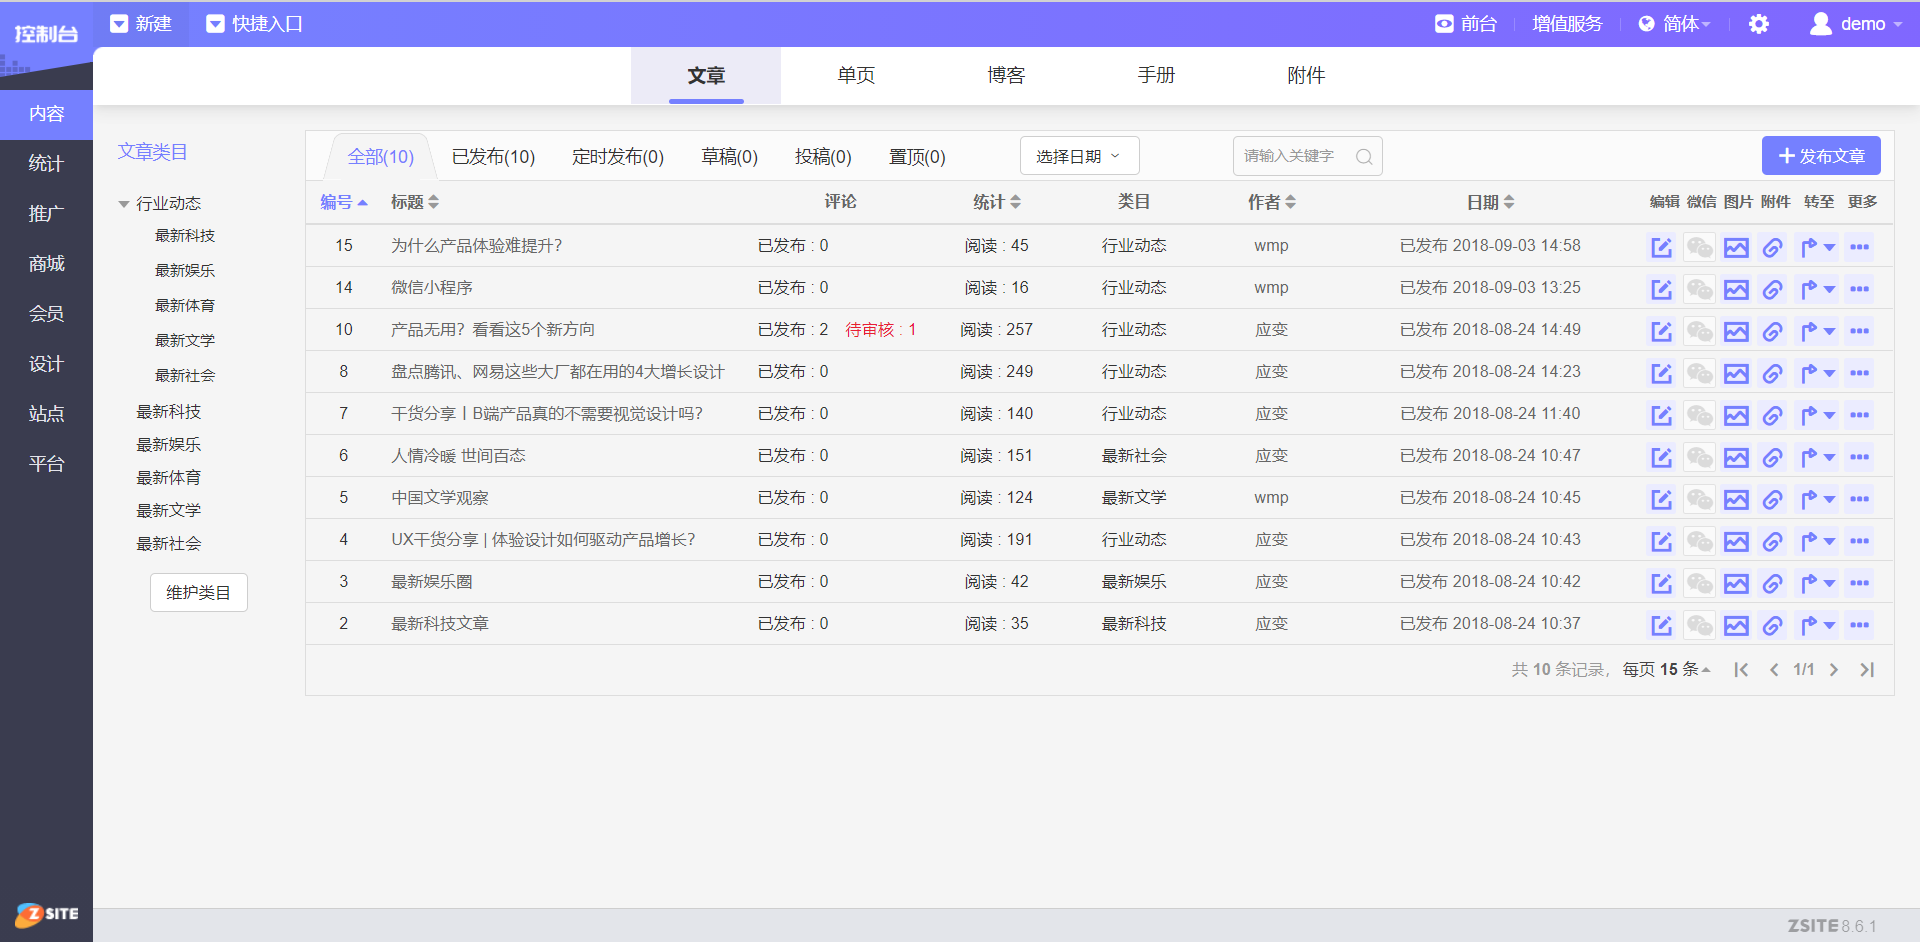 控制台 新建 快捷入口 前台 增值服务 简体 demo
文章 单页 博客 手册 附件
内容
统计
推广
商城
会员
设计
站点
平台
ZSITE
文章类目
行业动态
最新科技
最新娱乐
最新体育
最新文学
最新社会
最新科技
最新娱乐
最新体育
最新文学
最新社会
维护类目
全部(10) 已发布(10) 定时发布(0) 草稿(0) 投稿(0) 置顶(0) 选择日期 请输入关键字 发布文章
编号 标题 评论 统计 类目 作者 日期 编辑 微信 图片 附件 转至 更多
15 为什么产品体验难提升？ 已发布 : 0 阅读 : 45 行业动态 wmp 已发布 2018-09-03 14:58
14 微信小程序 已发布 : 0 阅读 : 16 行业动态 wmp 已发布 2018-09-03 13:25
10 产品无用？看看这5个新方向 已发布 : 2 待审核 : 1 阅读 : 257 行业动态 应变 已发布 2018-08-24 14:49
8 盘点腾讯、网易这些大厂都在用的4大增长设计 已发布 : 0 阅读 : 249 行业动态 应变 已发布 2018-08-24 14:23
7 干货分享丨B端产品真的不需要视觉设计吗？ 已发布 : 0 阅读 : 140 行业动态 应变 已发布 2018-08-24 11:40
6 人情冷暖 世间百态 已发布 : 0 阅读 : 151 最新社会 应变 已发布 2018-08-24 10:47
5 中国文学观察 已发布 : 0 阅读 : 124 最新文学 wmp 已发布 2018-08-24 10:45
4 UX干货分享 | 体验设计如何驱动产品增长？ 已发布 : 0 阅读 : 191 行业动态 应变 已发布 2018-08-24 10:43
3 最新娱乐圈 已发布 : 0 阅读 : 42 最新娱乐 应变 已发布 2018-08-24 10:42
2 最新科技文章 已发布 : 0 阅读 : 35 最新科技 应变 已发布 2018-08-24 10:37
共 10 条记录， 每页 15 条 1/1
ZSITE 8.6.1